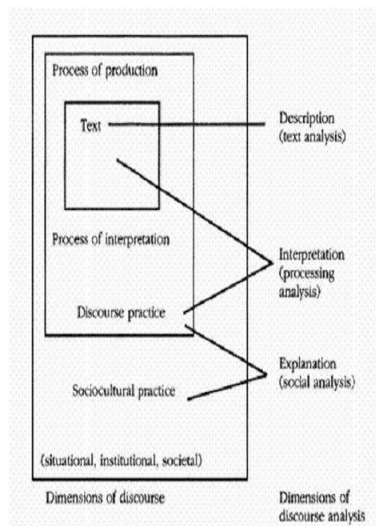 Process of production
Text
Description
(text analysis)
Process of interpretation
Interpretation
(processing
analysis)
Discourse practice
Explanation
(social analysis)
Sociocultural practice
(situational, institutional, societal)
Dimensions of discourse
Dimensions of
discourse analysis